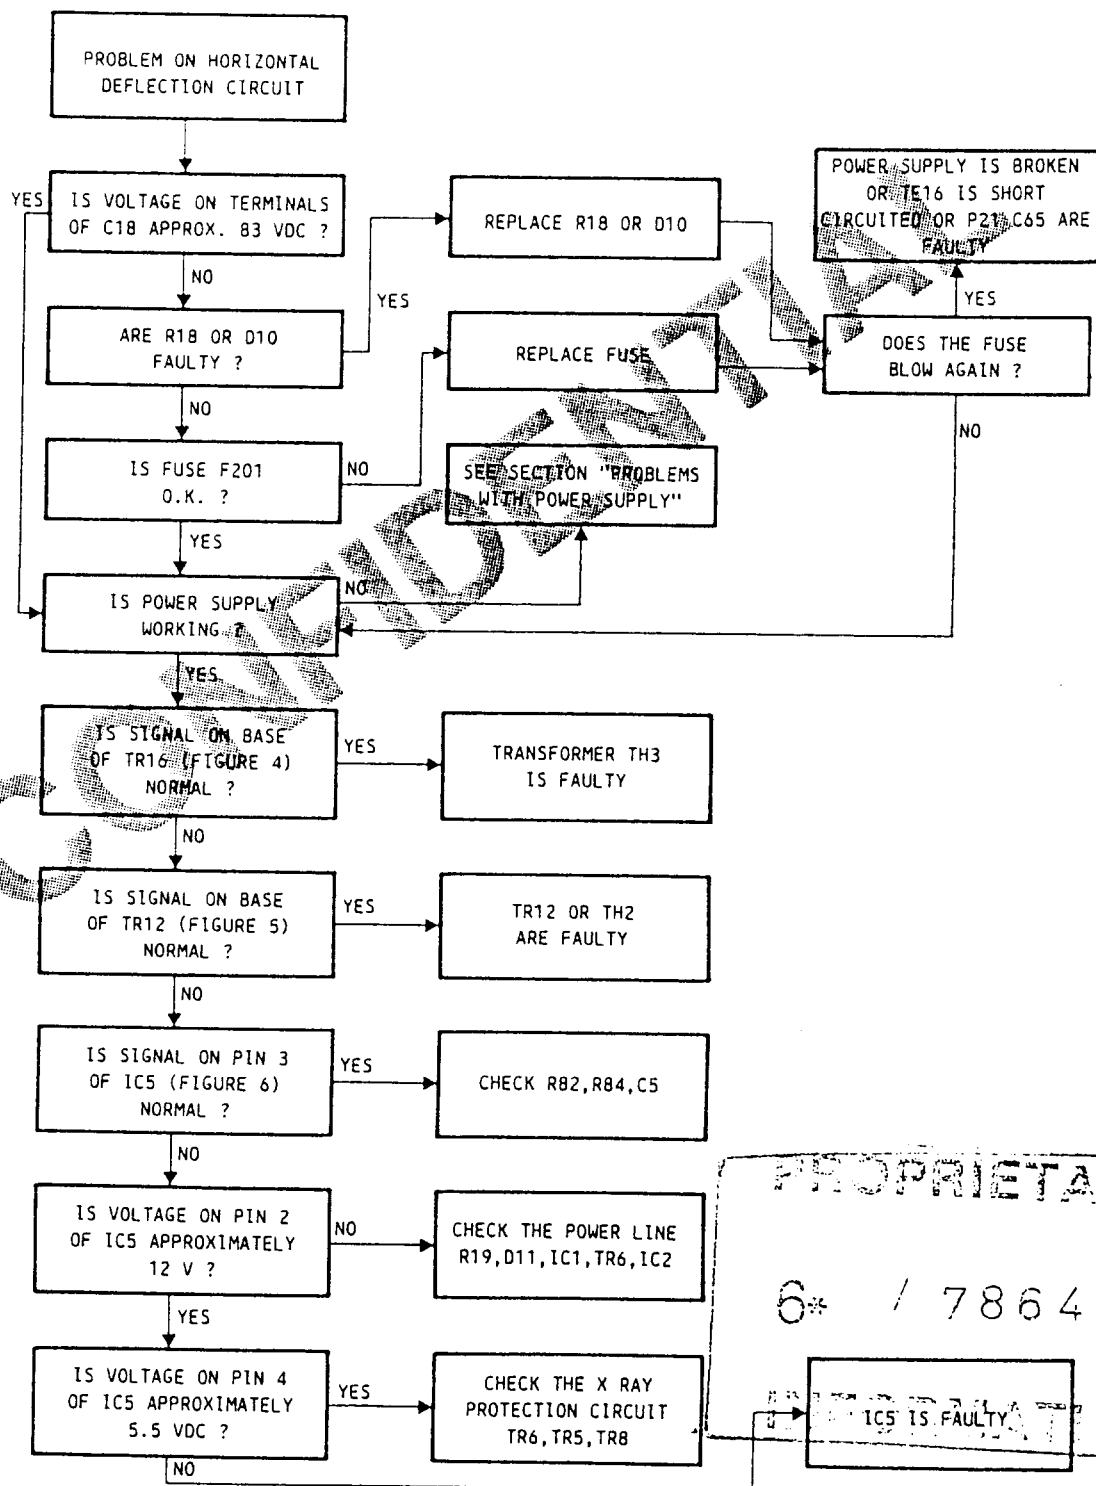 PROBLEM ON HORIZONTAL
DEFLECTION CIRCUIT
YES
IS VOLTAGE ON TERMINALS
OF C18 APPROX. 83 VDC ?
NO
ARE R18 OR D10
FAULTY ?
YES
REPLACE R18 OR D10
POWER SUPPLY IS BROKEN
OR TE16 IS SHORT
CIRCUITED OR P21 C65 ARE
FAULTY
YES
REPLACE FUSE
DOES THE FUSE
BLOW AGAIN ?
NO
NO
IS FUSE F201
O.K. ?
NO
SEE SECTION "PROBLEMS
WITH POWER SUPPLY"
YES
IS POWER SUPPLY
WORKING ?
NO
YES
IS SIGNAL ON BASE
OF TR16 (FIGURE 4)
NORMAL ?
YES
TRANSFORMER TH3
IS FAULTY
NO
IS SIGNAL ON BASE
OF TR12 (FIGURE 5)
NORMAL ?
YES
TR12 OR TH2
ARE FAULTY
NO
IS SIGNAL ON PIN 3
OF IC5 (FIGURE 6)
NORMAL ?
YES
CHECK R82,R84,C5
NO
IS VOLTAGE ON PIN 2
OF IC5 APPROXIMATELY
12 V ?
NO
CHECK THE POWER LINE
R19,D11,IC1,TR6,IC2
YES
IS VOLTAGE ON PIN 4
OF IC5 APPROXIMATELY
5.5 VDC ?
YES
CHECK THE X RAY
PROTECTION CIRCUIT
TR6,TR5,TR8
NO
IC5 IS FAULTY
CONFIDENTIAL
PROPRIETA
6* / 7864